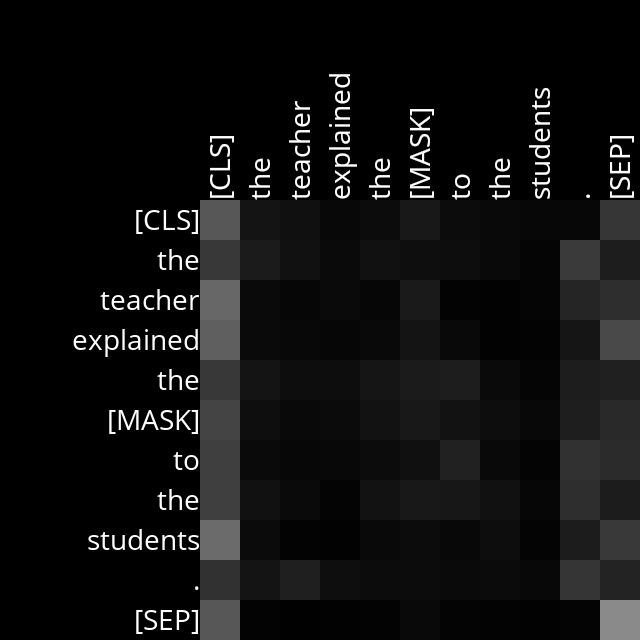 [CLS] the teacher explained the [MASK] to the students . [SEP]
[CLS]
the
teacher
explained
the
[MASK]
to
the
students
.
[SEP]